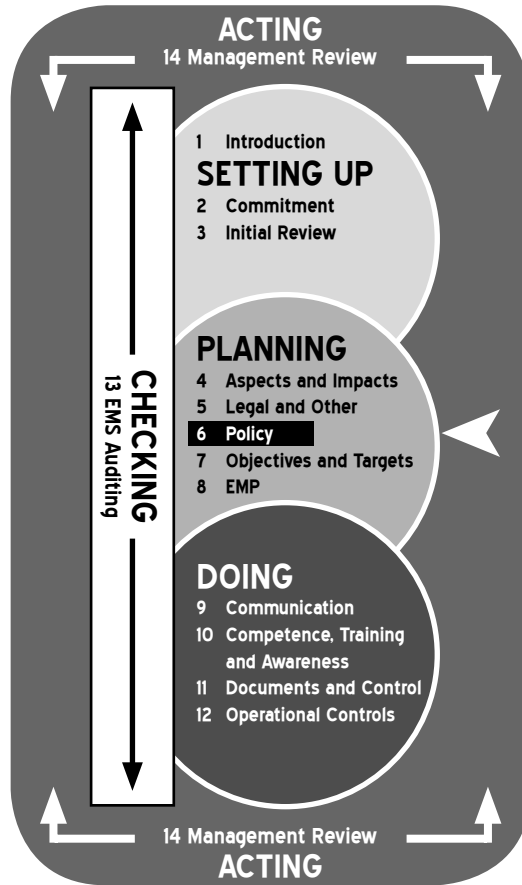 ACTING
14 Management Review
1 Introduction
SETTING UP
2 Commitment
3 Initial Review
PLANNING
4 Aspects and Impacts
5 Legal and Other
6 Policy
7 Objectives and Targets
8 EMP
CHECKING
13 EMS Auditing
DOING
9 Communication
10 Competence, Training
and Awareness
11 Documents and Control
12 Operational Controls
14 Management Review
ACTING